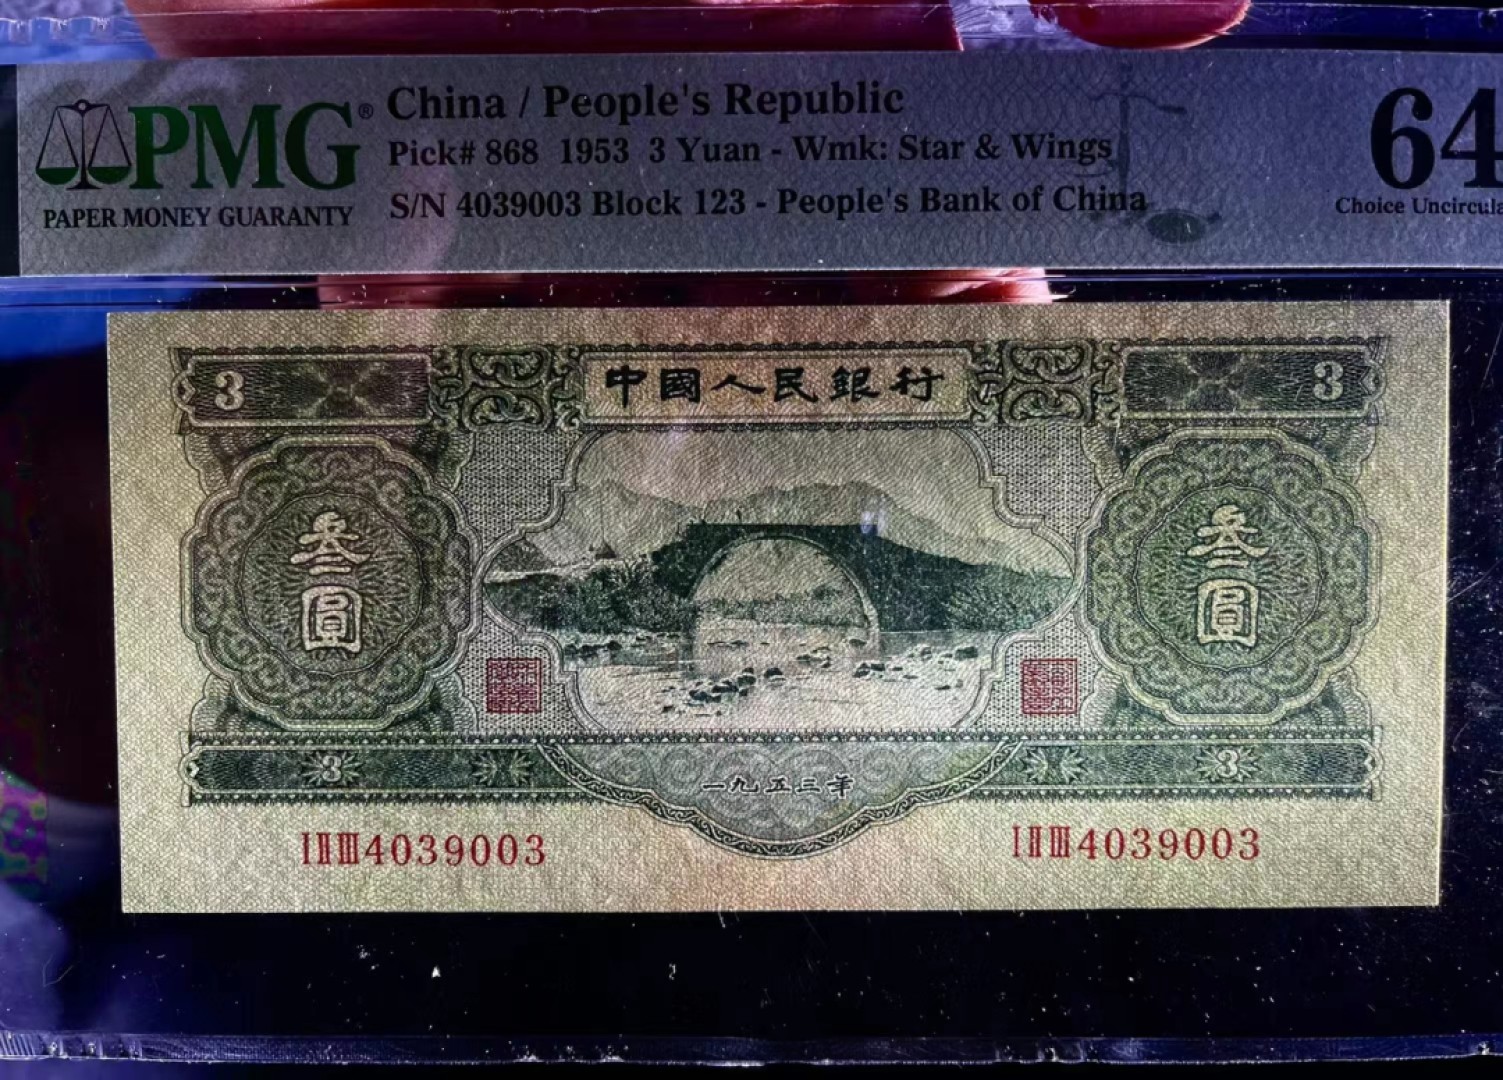 PMG®
PAPER MONEY GUARANTY
China / People's Republic
Pick# 868 1953 3 Yuan - Wmk: Star & Wings
S/N 4039003 Block 123 - People's Bank of China
64
Choice Uncircula
3 中國人民銀行 3
叁圓 叁圓
3 一九五三年 3
I II III 4039003 I II III 4039003